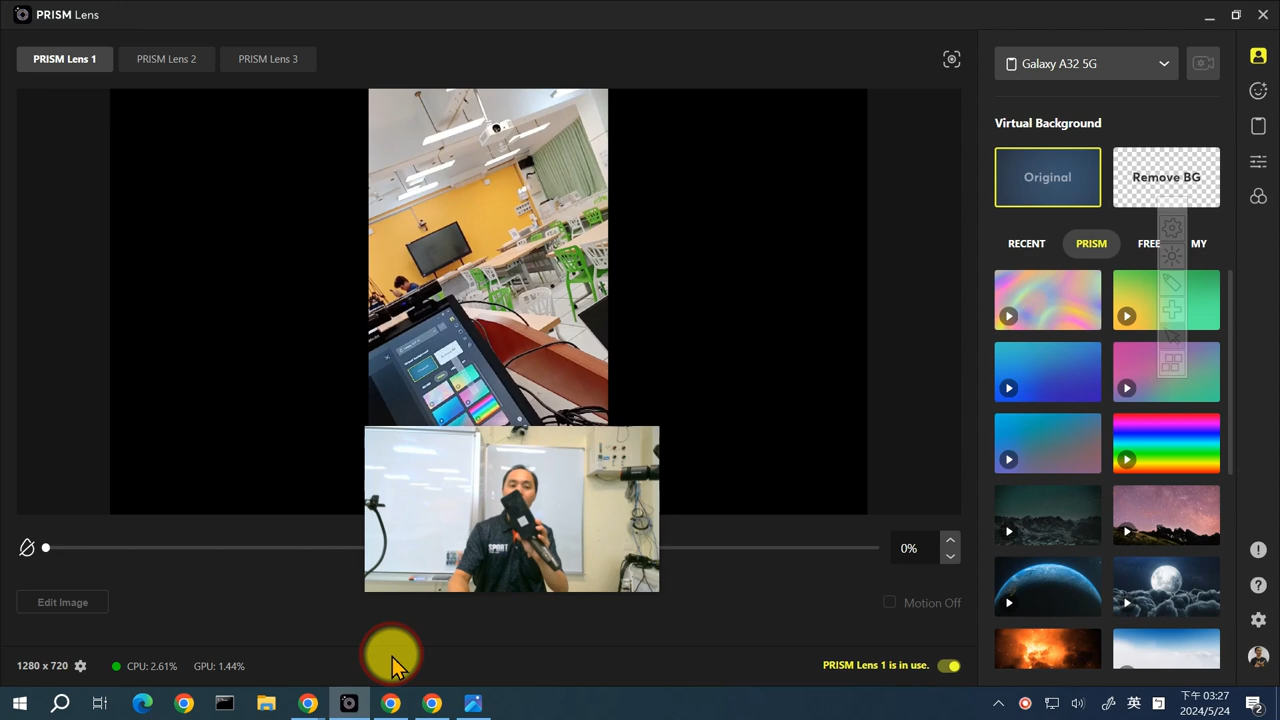 PRISM Lens
PRISM Lens 1
PRISM Lens 2
PRISM Lens 3
Galaxy A32 5G
Virtual Background
Original
Remove BG
RECENT
PRISM
FREE
MY
SPORT
0%
Edit Image
Motion Off
1280 x 720
CPU: 2.61%
GPU: 1.44%
PRISM Lens 1 is in use.
英
下午 03:27
2024/5/24
2